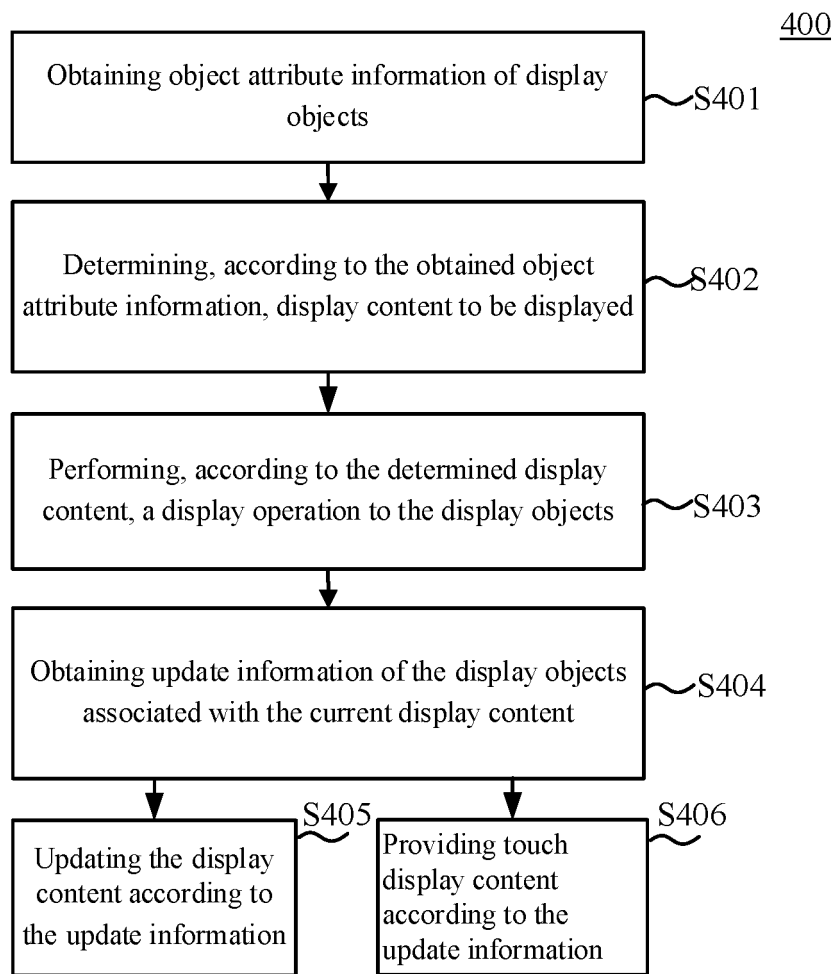 400
Obtaining object attribute information of display
objects
S401
Determining, according to the obtained object
attribute information, display content to be displayed
S402
Performing, according to the determined display
content, a display operation to the display objects
S403
Obtaining update information of the display objects
associated with the current display content
S404
S405
Updating the display
content according to
the update information
S406
Providing touch
display content
according to the
update information